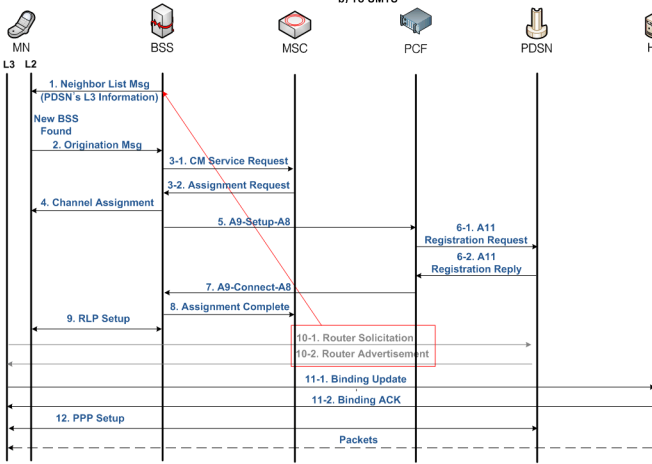 MN
BSS
MSC
PCF
PDSN
H
L3 L2
1. Neighbor List Msg
(PDSN's L3 Information)
New BSS
Found
2. Origination Msg
3-1. CM Service Request
3-2. Assignment Request
4. Channel Assignment
5. A9-Setup-A8
6-1. A11
Registration Request
6-2. A11
Registration Reply
7. A9-Connect-A8
8. Assignment Complete
9. RLP Setup
10-1. Router Solicitation
10-2. Router Advertisement
11-1. Binding Update
11-2. Binding ACK
12. PPP Setup
Packets